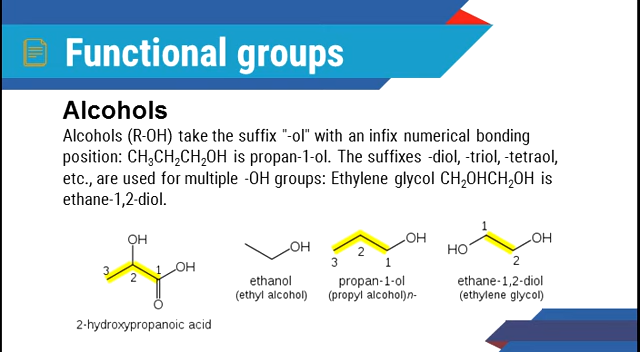 Functional groups
Alcohols
Alcohols (R-OH) take the suffix "-ol" with an infix numerical bonding
position: CH₃CH₂CH₂OH is propan-1-ol. The suffixes -diol, -triol, -tetraol,
etc., are used for multiple -OH groups: Ethylene glycol CH₂OHCH₂OH is
ethane-1,2-diol.
OH
3
2
1
OH
O
2-hydroxypropanoic acid
OH
ethanol
(ethyl alcohol)
3
2
1
OH
propan-1-ol
(propyl alcohol)n-
HO
1
2
OH
ethane-1,2-diol
(ethylene glycol)